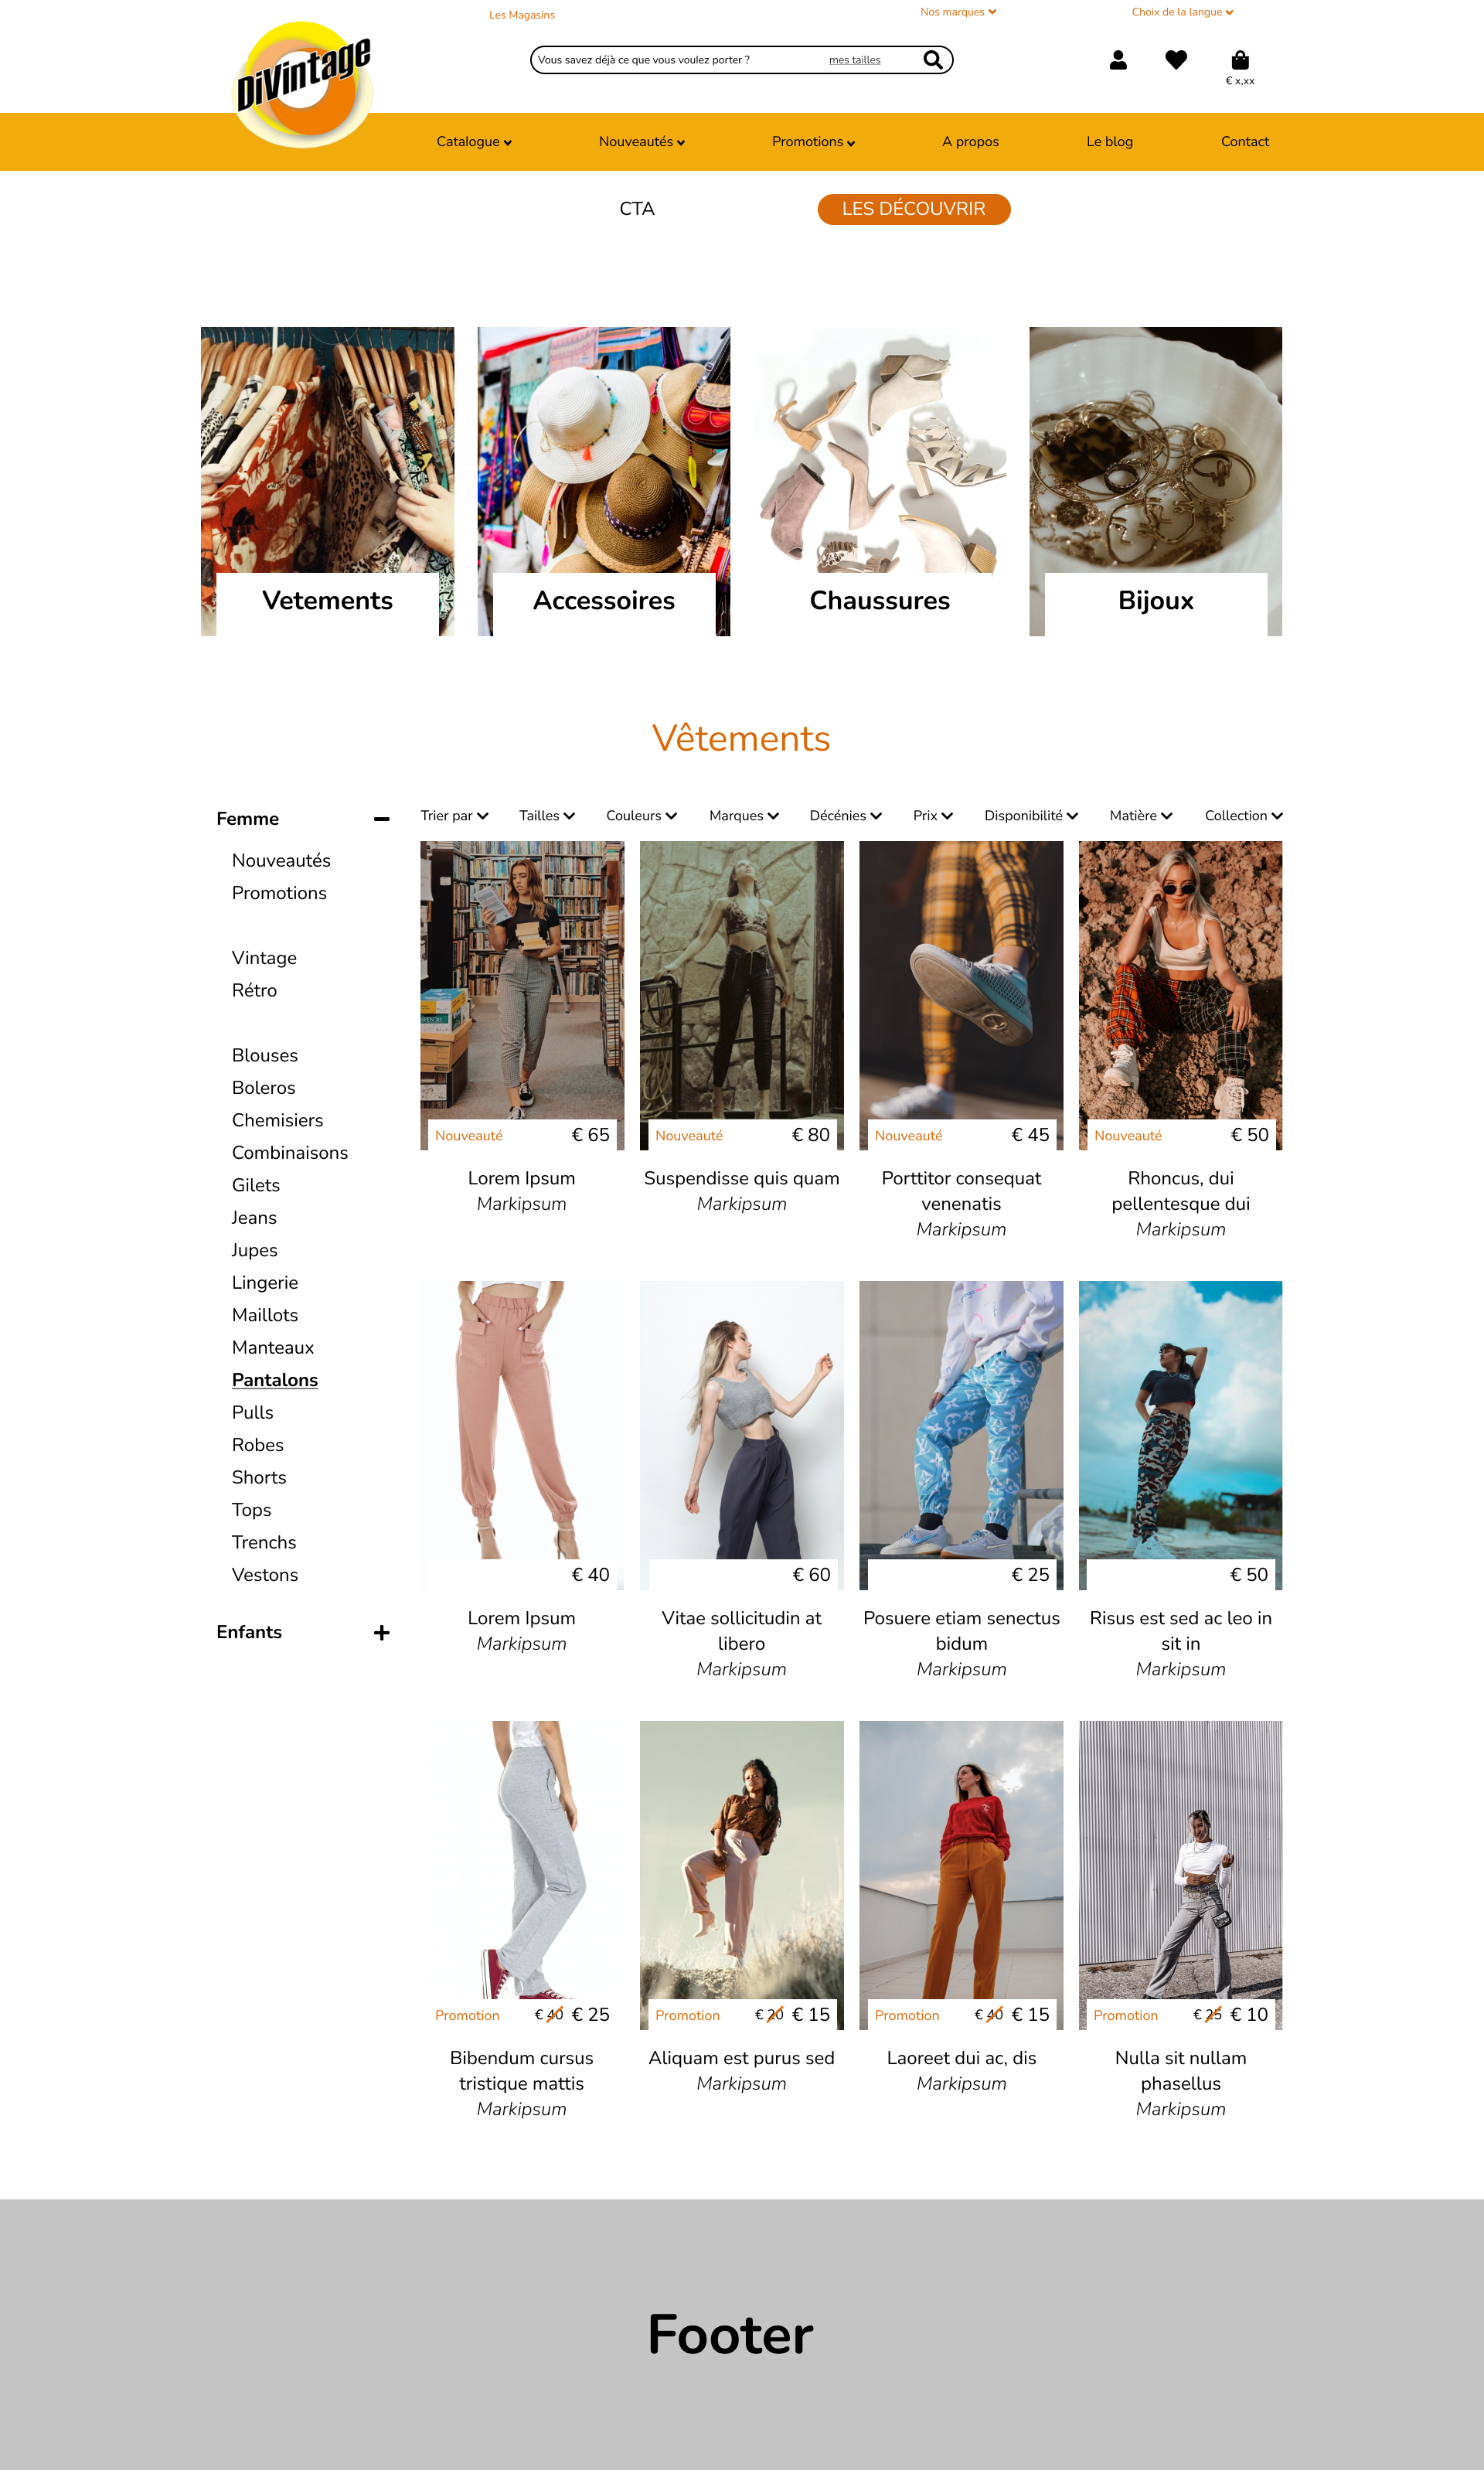 Les Magasins
Nos marques
Choix de la langue
DiVintage
Vous savez déjà ce que vous voulez porter ?
mes tailles
€ x,xx
Catalogue
Nouveautés
Promotions
A propos
Le blog
Contact
CTA
LES DÉCOUVRIR
Vetements
Accessoires
Chaussures
Bijoux
Vêtements
Femme
Nouveautés
Promotions
Vintage
Rétro
Blouses
Boleros
Chemisiers
Combinaisons
Gilets
Jeans
Jupes
Lingerie
Maillots
Manteaux
Pantalons
Pulls
Robes
Shorts
Tops
Trenchs
Vestons
Enfants
Trier par
Tailles
Couleurs
Marques
Décénies
Prix
Disponibilité
Matière
Collection
Nouveauté € 65
Lorem Ipsum
Markipsum
Nouveauté € 80
Suspendisse quis quam
Markipsum
Nouveauté € 45
Porttitor consequat
venenatis
Markipsum
Nouveauté € 50
Rhoncus, dui
pellentesque dui
Markipsum
€ 40
Lorem Ipsum
Markipsum
€ 60
Vitae sollicitudin at
libero
Markipsum
€ 25
Posuere etiam senectus
bidum
Markipsum
€ 50
Risus est sed ac leo in
sit in
Markipsum
Promotion € 40 € 25
Bibendum cursus
tristique mattis
Markipsum
Promotion € 20 € 15
Aliquam est purus sed
Markipsum
Promotion € 40 € 15
Laoreet dui ac, dis
Markipsum
Promotion € 25 € 10
Nulla sit nullam
phasellus
Markipsum
Footer